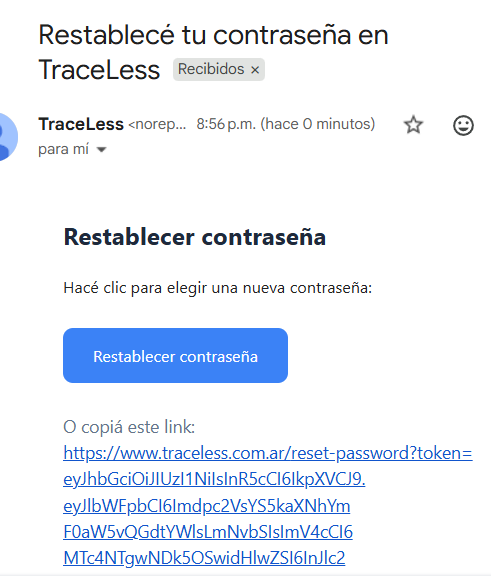 Restablecé tu contraseña en
TraceLess Recibidos ×
TraceLess <norep... 8:56 p.m. (hace 0 minutos)
para mí
Restablecer contraseña
Hacé clic para elegir una nueva contraseña:
Restablecer contraseña
O copiá este link:
https://www.traceless.com.ar/reset-password?token=
eyJhbGciOiJIUzI1NiIsInR5cCI6IkpXVCJ9.
eyJlbWFpbCI6Imdpc2VsYS5kaXNhYm
F0aW5vQGdtYWlsLmNvbSIsImV4cCI6
MTc4NTgwNDk5OSwidHlwZSI6InJlc2